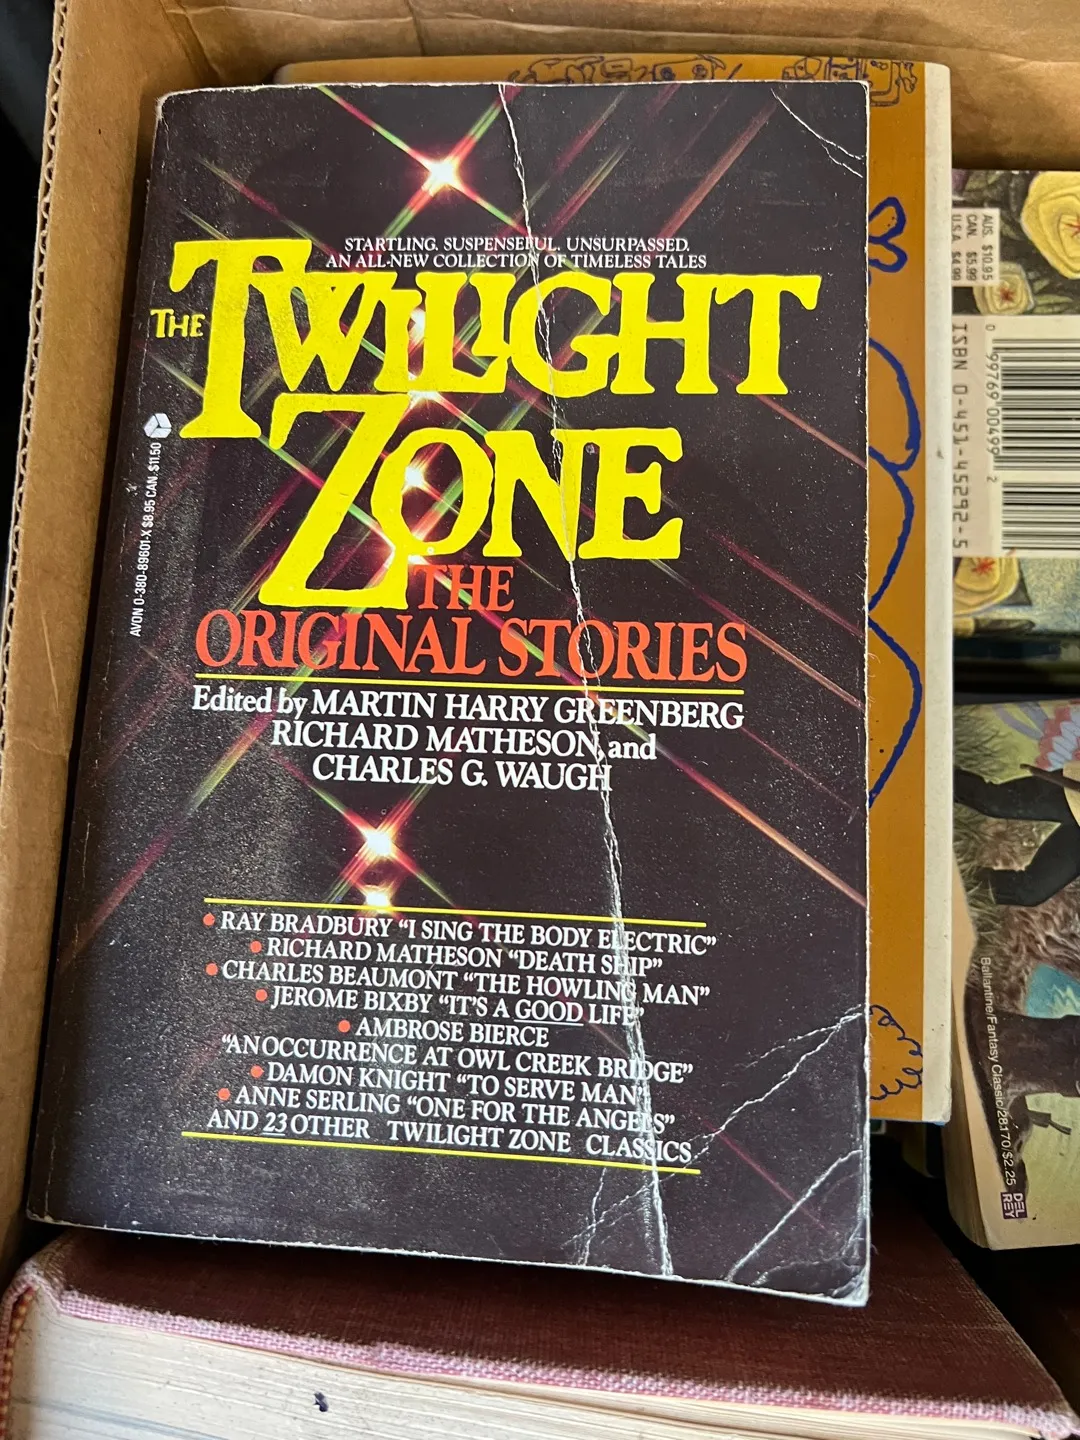 STARTLING. SUSPENSEFUL. UNSURPASSED.
AN ALL-NEW COLLECTION OF TIMELESS TALES
THE TWILIGHT
ZONE
THE
ORIGINAL STORIES
Edited by MARTIN HARRY GREENBERG
RICHARD MATHESON, and
CHARLES G. WAUGH
• RAY BRADBURY “I SING THE BODY ELECTRIC”
• RICHARD MATHESON “DEATH SHIP”
• CHARLES BEAUMONT “THE HOWLING MAN”
• JEROME BIXBY “IT'S A GOOD LIFE”
• AMBROSE BIERCE
“AN OCCURRENCE AT OWL CREEK BRIDGE”
• DAMON KNIGHT “TO SERVE MAN”
• ANNE SERLING “ONE FOR THE ANGELS”
AND 23 OTHER TWILIGHT ZONE CLASSICS
AVON 0-380-89601-X $8.95 CAN. $11.50
AUS. $10.95
CAN. $5.99
U.S.A. $4.99
ISBN 0-451-45292-5
0 99769 00499 2
Ballantine/Fantasy Classic/28170/$2.25
DEL
REY